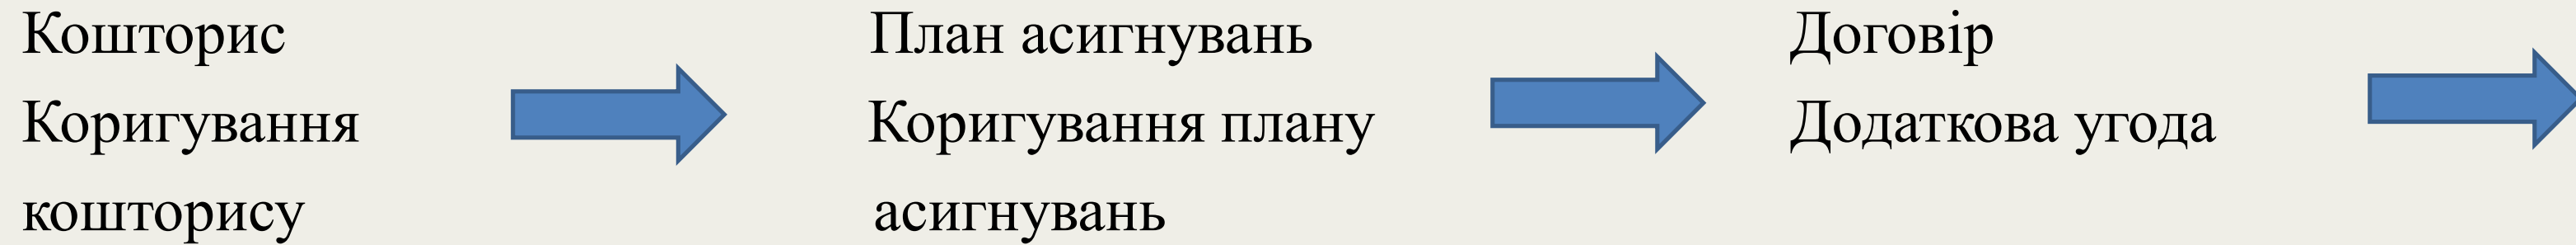 Кошторис
Коригування
кошторису
План асигнувань
Коригування плану
асигнувань
Договір
Додаткова угода